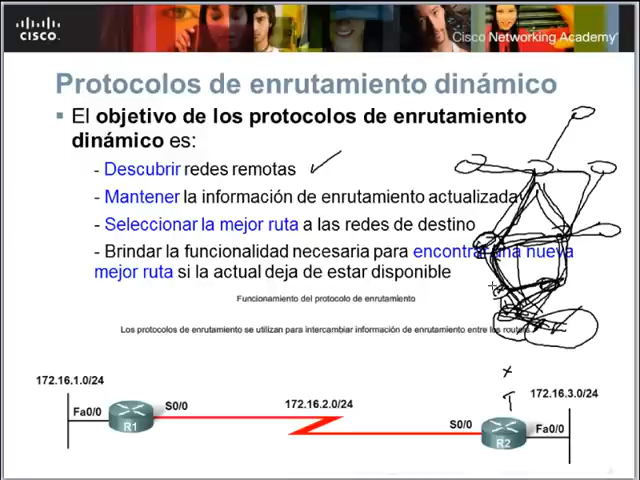 CISCO.
Cisco Networking Academy®
Protocolos de enrutamiento dinámico
▪ El objetivo de los protocolos de enrutamiento
dinámico es:
- Descubrir redes remotas
- Mantener la información de enrutamiento actualizada
- Seleccionar la mejor ruta a las redes de destino
- Brindar la funcionalidad necesaria para encontrar una nueva
mejor ruta si la actual deja de estar disponible
Funcionamiento del protocolo de enrutamiento
Los protocolos de enrutamiento se utilizan para intercambiar información de enrutamiento entre los routers.
172.16.1.0/24
Fa0/0
R1
S0/0
172.16.2.0/24
S0/0
R2
Fa0/0
172.16.3.0/24